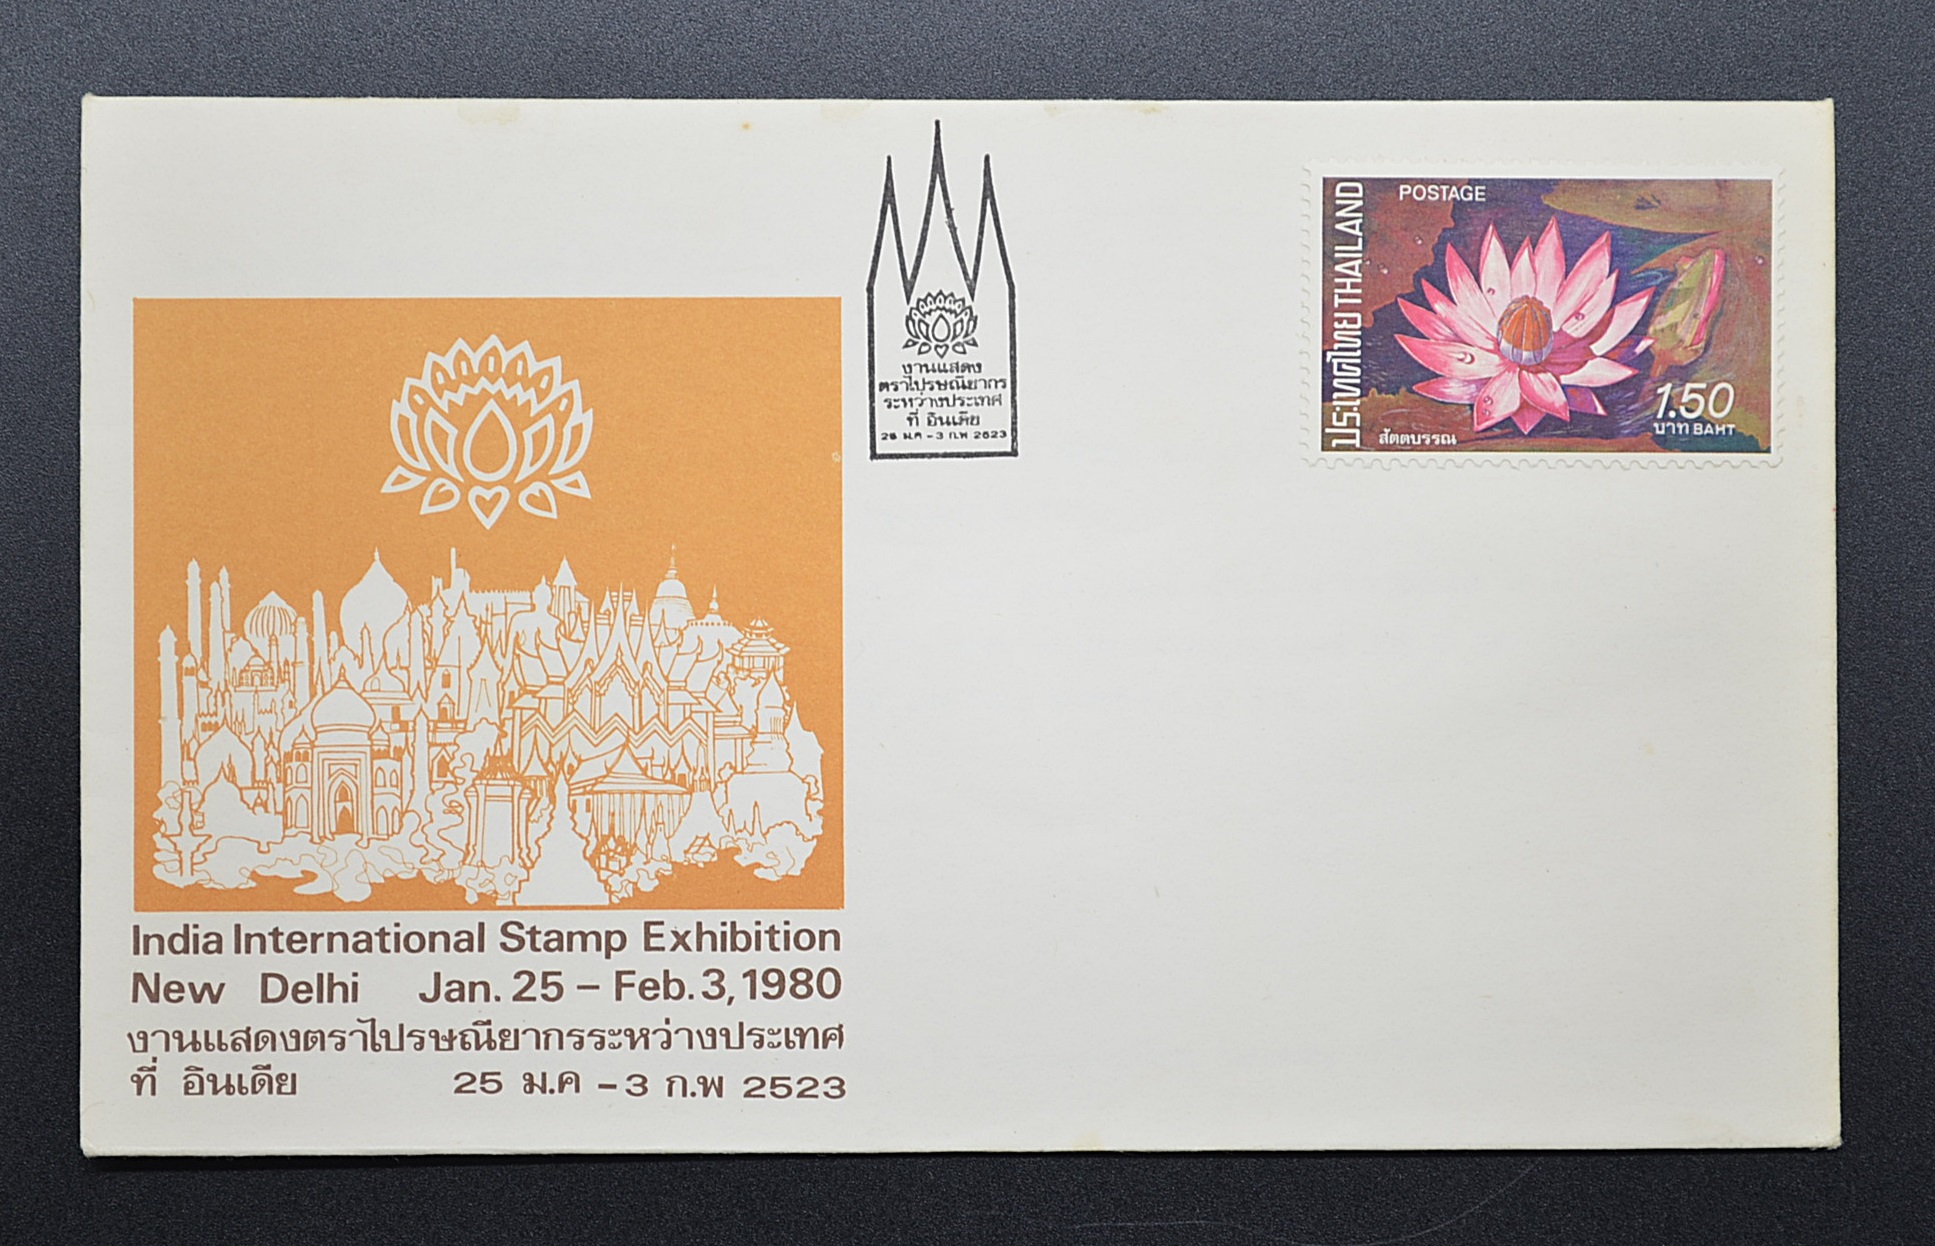 งานแสดง
ตราไปรษณียากร
ระหว่างประเทศ
ที่ อินเดีย
25 ม.ค - 3 ก.พ 2523
ประเทศไทย THAILAND
POSTAGE
1.50
บาท BAHT
สัตตบรรณ
India International Stamp Exhibition
New Delhi Jan. 25 – Feb. 3, 1980
งานแสดงตราไปรษณียากรระหว่างประเทศ
ที่ อินเดีย 25 ม.ค – 3 ก.พ 2523